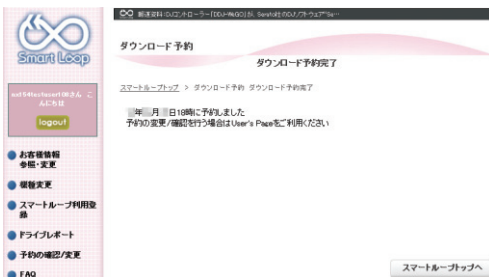 Smart Loop
さん こんにちは
logout
お客様情報
参照・変更
機種変更
スマートループ利用登録
ドライブレポート
予約の確認/変更
FAQ
ダウンロード予約
ダウンロード予約完了
スマートループトップ > ダウンロード予約 ダウンロード予約完了
年 月 日18時に予約しました
予約の変更/確認を行う場合はUser's Pageをご利用ください
スマートループトップへ